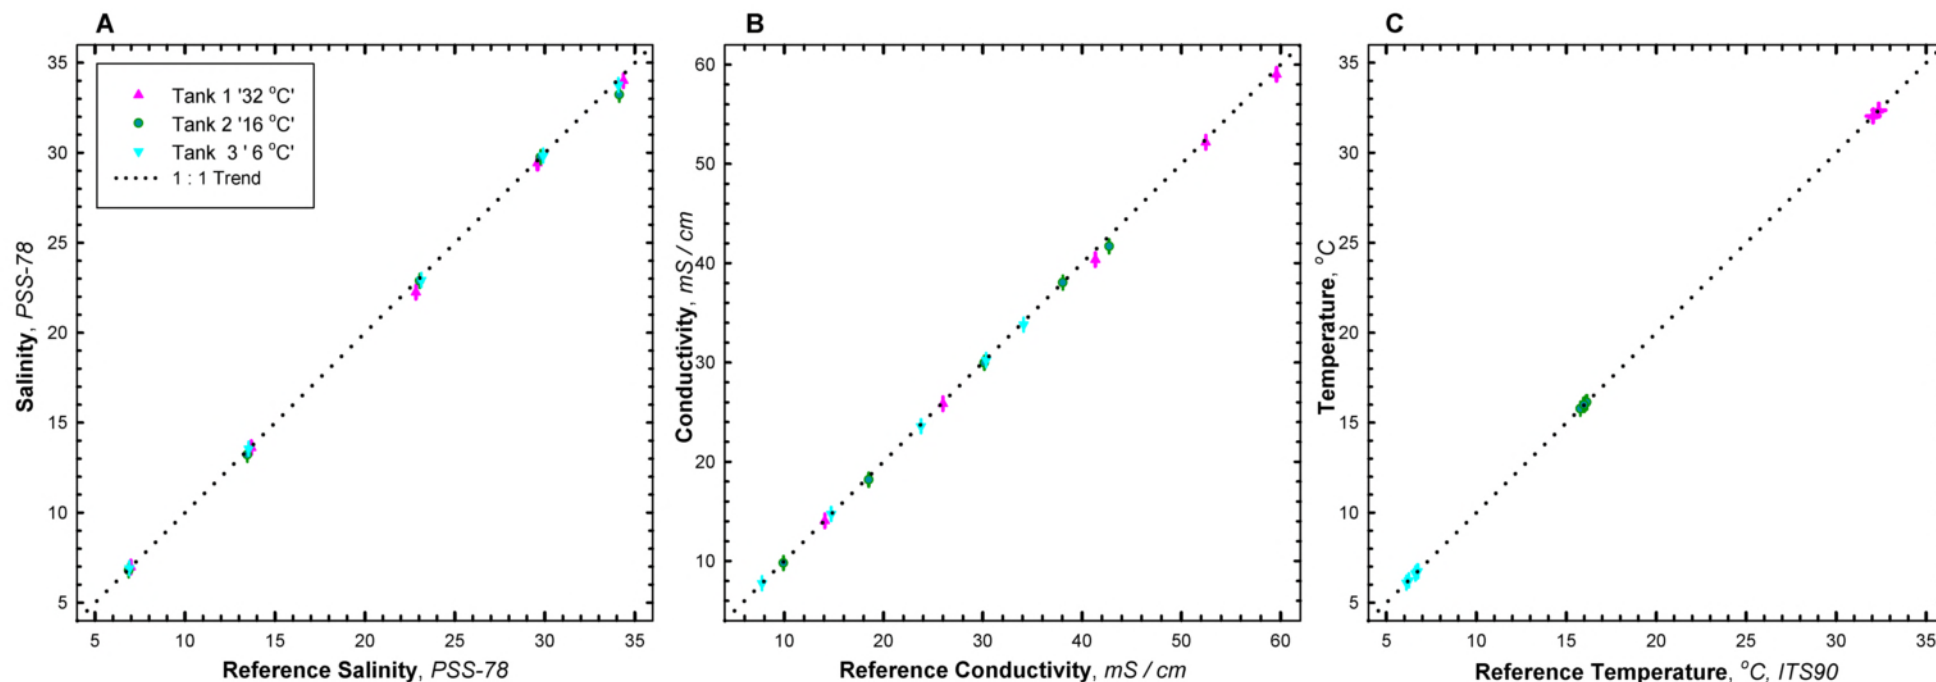 A
B
C
35
30
25
20
15
10
5
Salinity, PSS-78
Tank 1 '32 °C'
Tank 2 '16 °C'
Tank 3 ' 6 °C'
1 : 1 Trend
5 10 15 20 25 30 35
Reference Salinity, PSS-78
60
50
40
30
20
10
Conductivity, mS / cm
10 20 30 40 50 60
Reference Conductivity, mS / cm
35
30
25
20
15
10
5
Temperature, °C
5 10 15 20 25 30 35
Reference Temperature, °C, ITS90